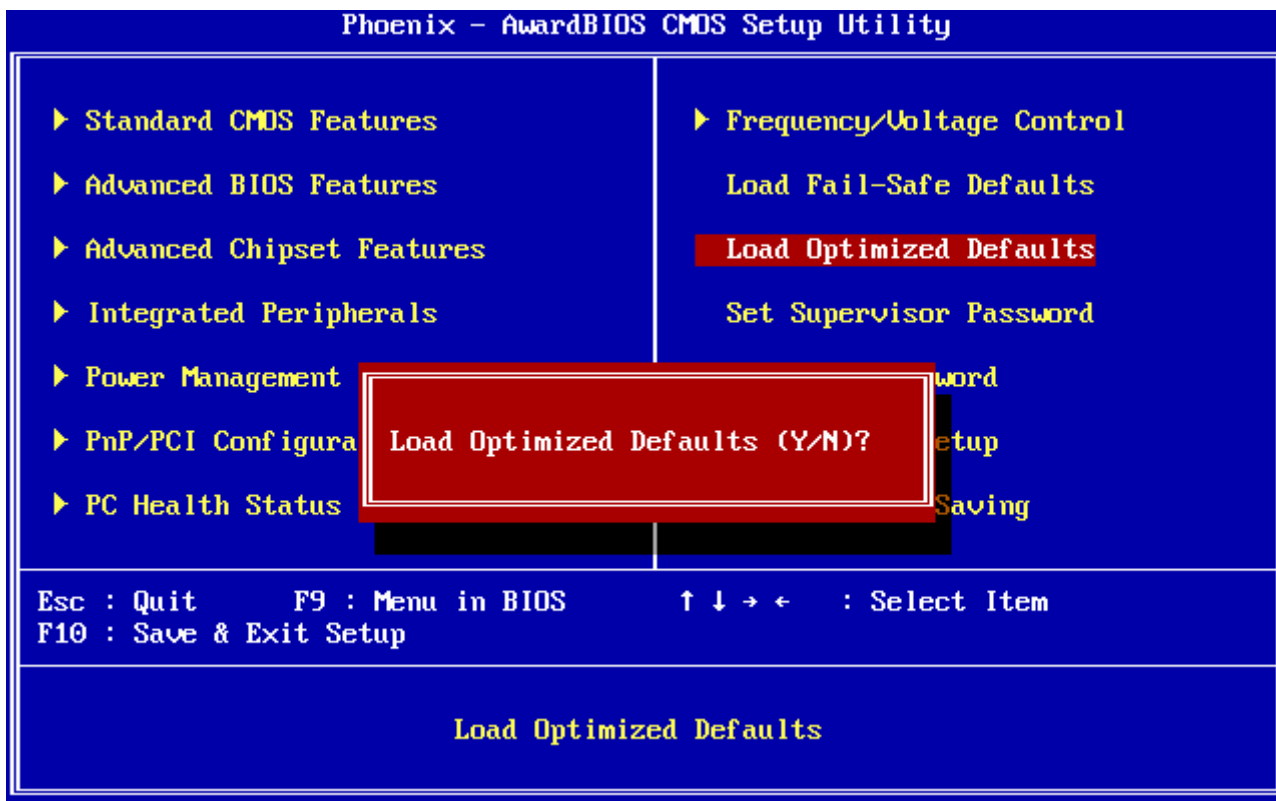 Phoenix - AwardBIOS CMOS Setup Utility
Standard CMOS Features
Advanced BIOS Features
Advanced Chipset Features
Integrated Peripherals
Power Management
PnP/PCI Configura
PC Health Status
Frequency/Voltage Control
Load Fail-Safe Defaults
Load Optimized Defaults
Set Supervisor Password
word
etup
Saving
Load Optimized Defaults (Y/N)?
Esc : Quit F9 : Menu in BIOS ↑ ↓ → ← : Select Item
F10 : Save & Exit Setup
Load Optimized Defaults